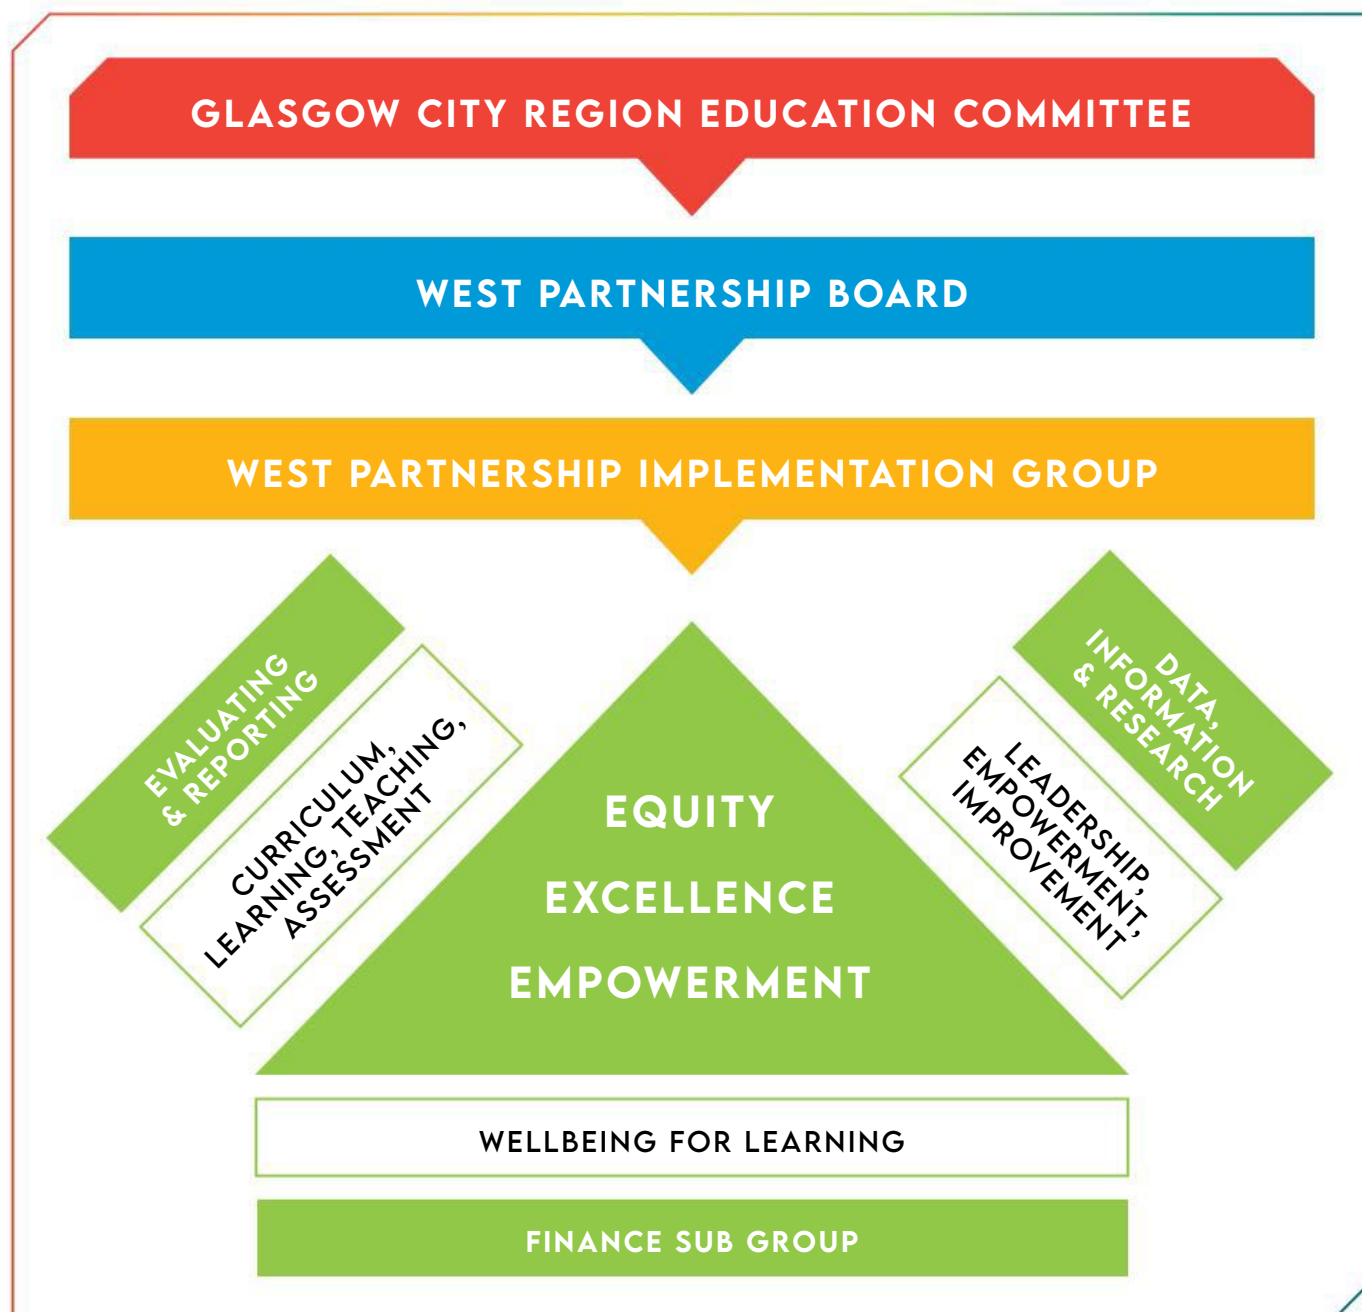 GLASGOW CITY REGION EDUCATION COMMITTEE
WEST PARTNERSHIP BOARD
WEST PARTNERSHIP IMPLEMENTATION GROUP
EVALUATING
& REPORTING
CURRICULUM,
LEARNING, TEACHING,
ASSESSMENT
EQUITY
EXCELLENCE
EMPOWERMENT
DATA,
INFORMATION
& RESEARCH
LEADERSHIP,
EMPOWERMENT,
IMPROVEMENT
WELLBEING FOR LEARNING
FINANCE SUB GROUP